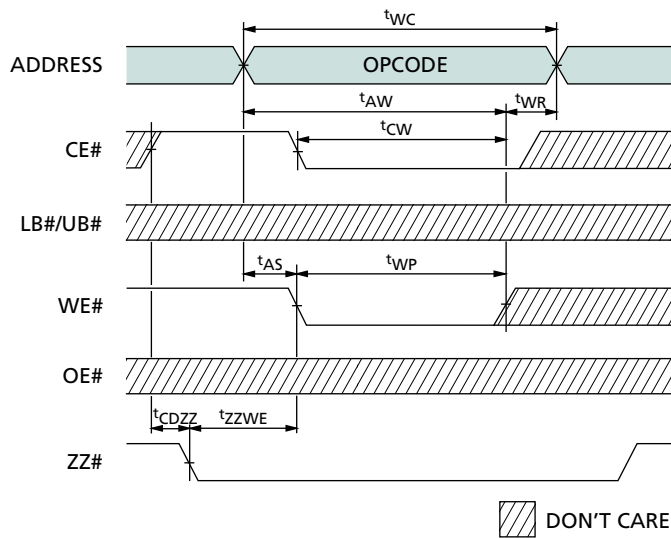 tWC
ADDRESS
OPCODE
tAW
tWR
tCW
CE#
LB#/UB#
tAS
tWP
WE#
OE#
tCDZZ
tZZWE
ZZ#
DON'T CARE